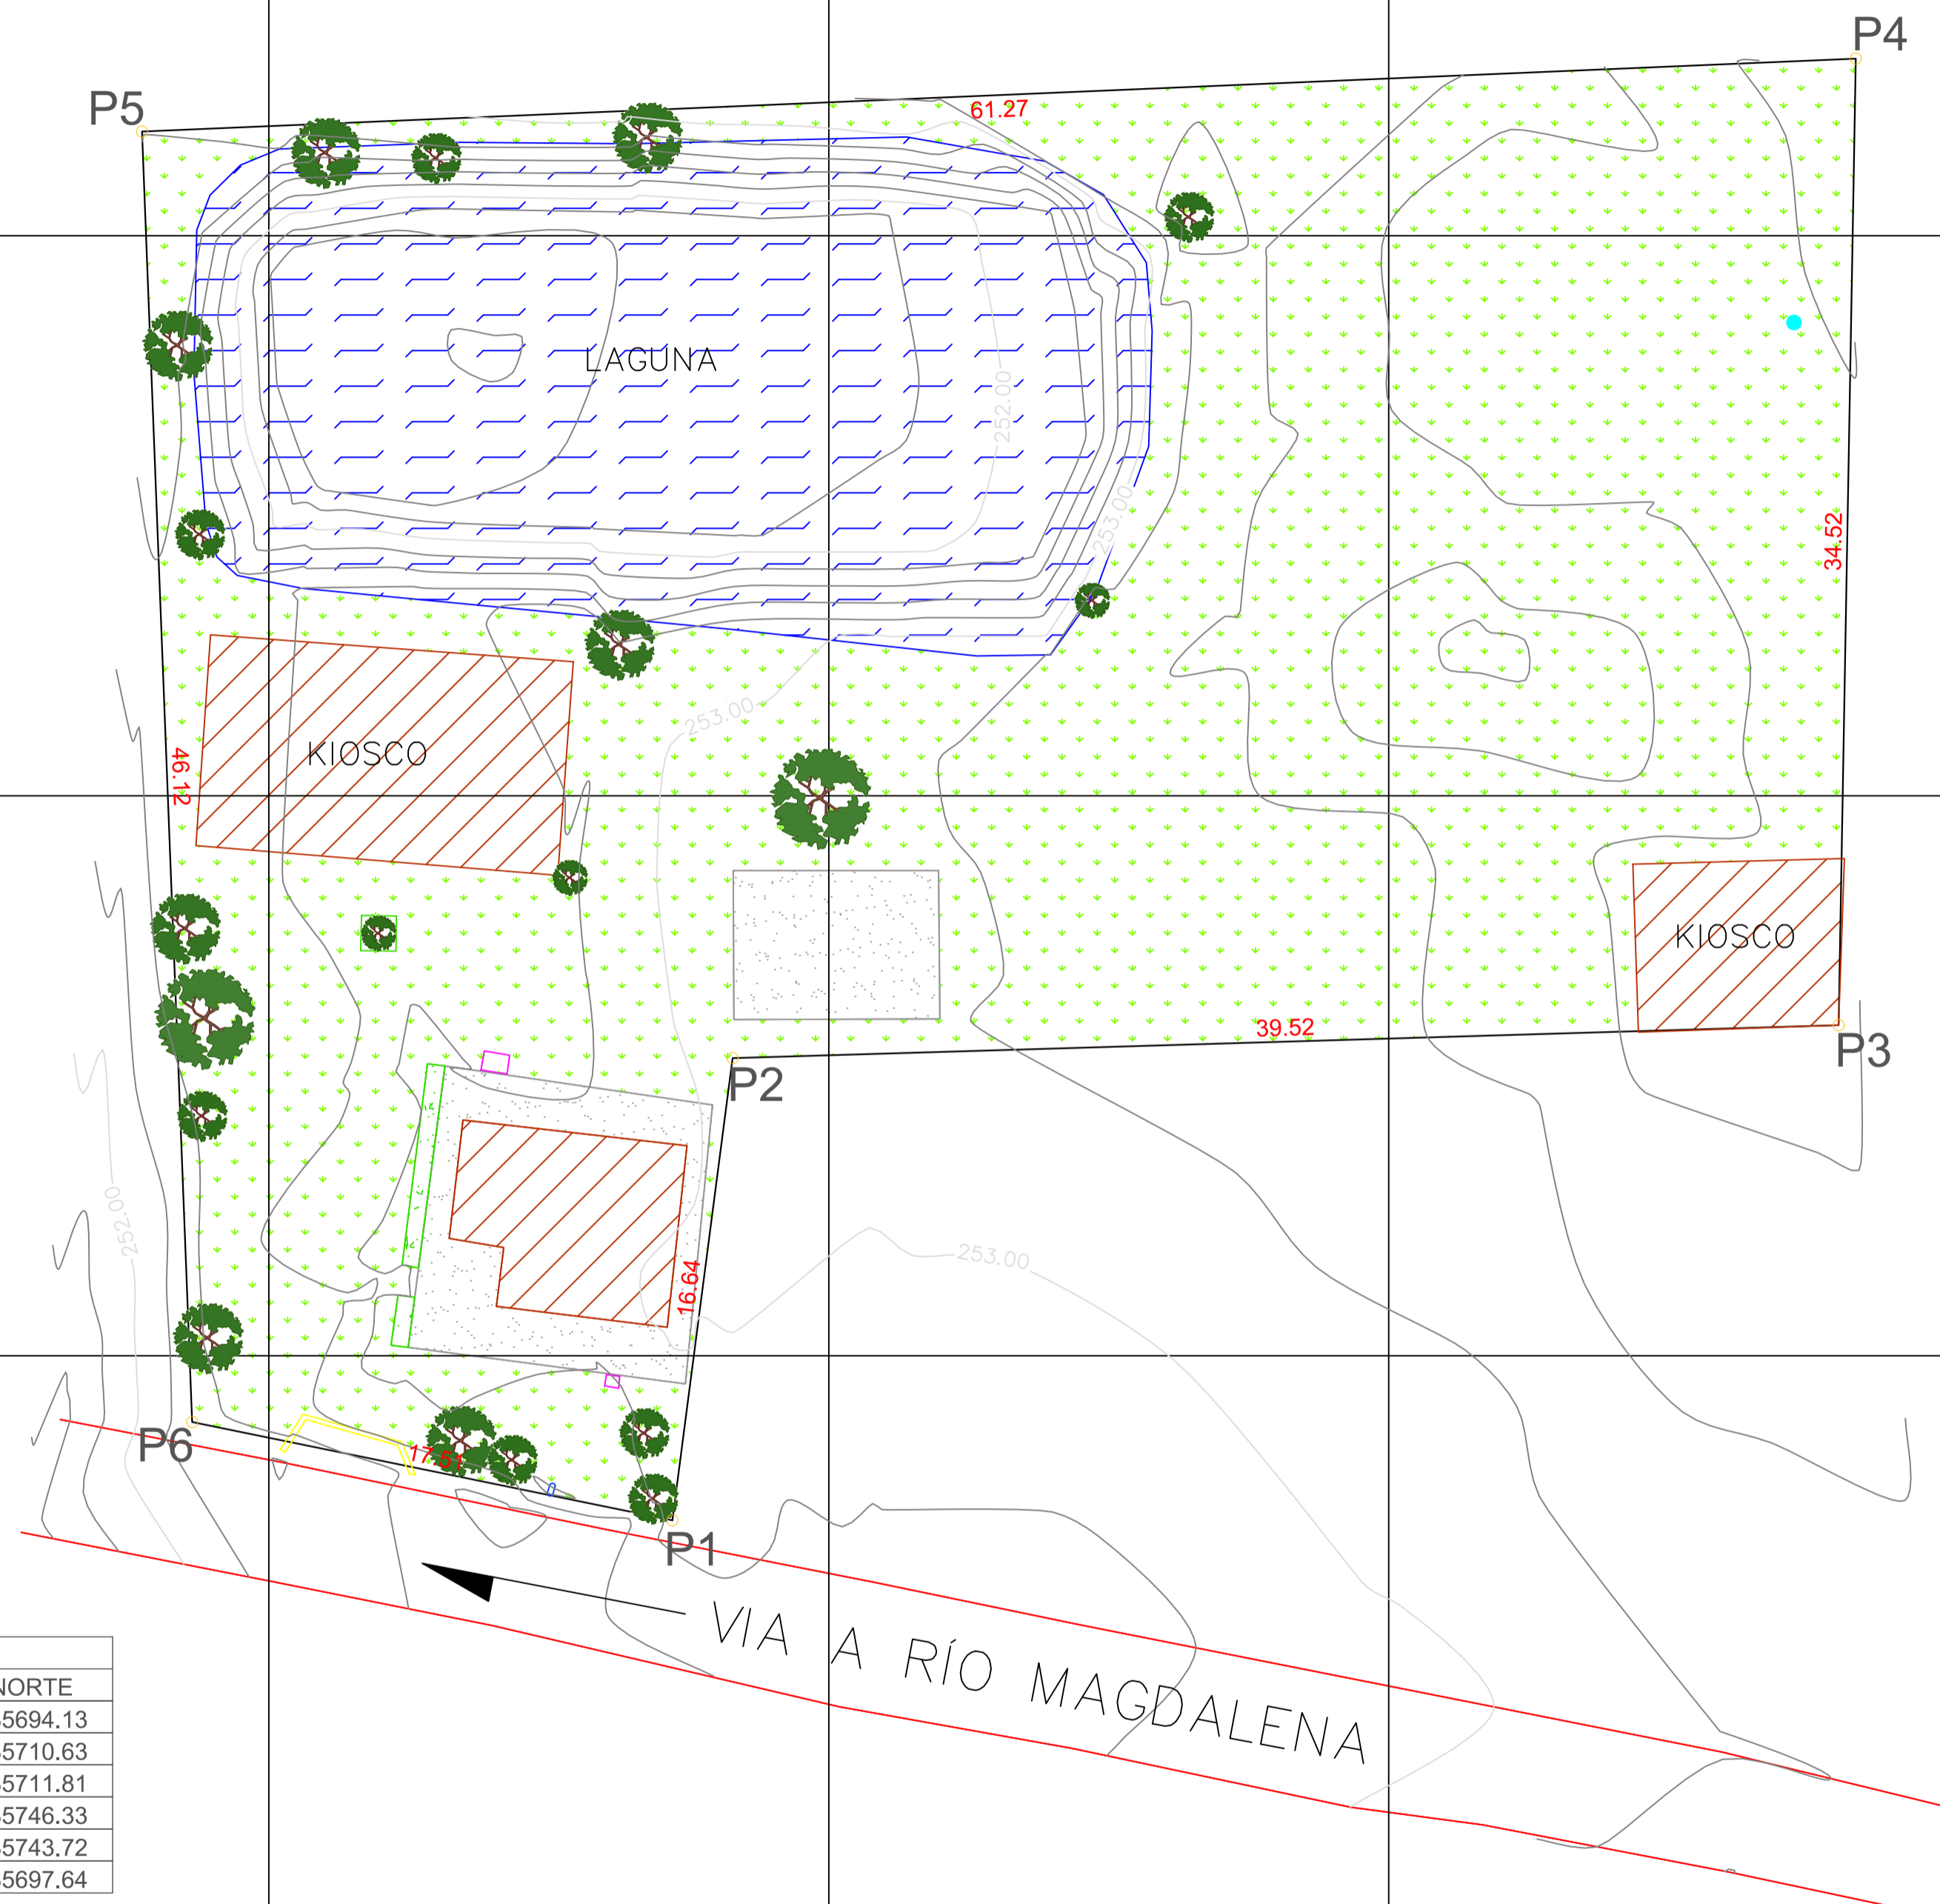 P4
P5
61.27
LAGUNA
252.00
253.00
34.52
253.00
KIOSCO
46.12
KIOSCO
39.52
P3
P2
252.00
253.00
16.64
P6
17.51
P1
VIA A RÍO MAGDALENA
NORTE
5694.13
5710.63
5711.81
5746.33
5743.72
5697.64